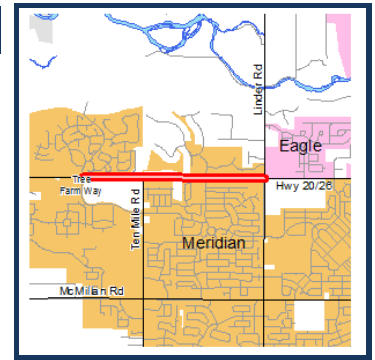 Linder Rd
Eagle
Tree
Farm Way
Hwy 20/26
Ten Mile Rd
Meridian
McMillan Rd